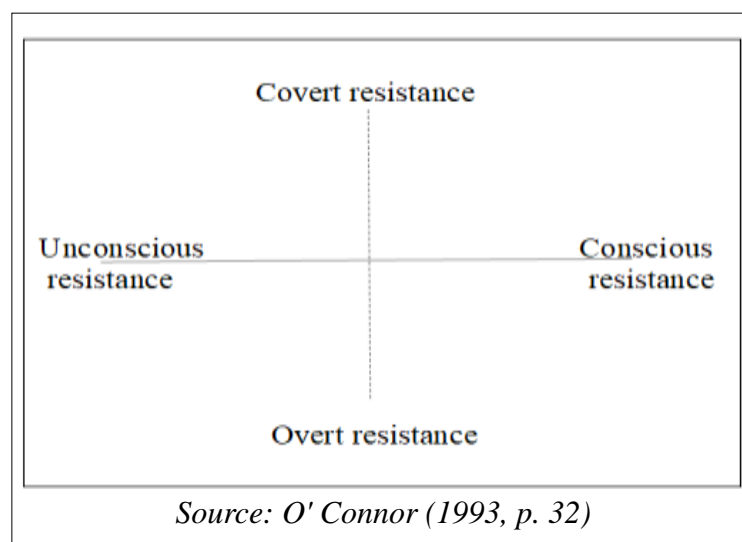 Covert resistance
Unconscious
resistance
Conscious
resistance
Overt resistance
Source: O' Connor (1993, p. 32)